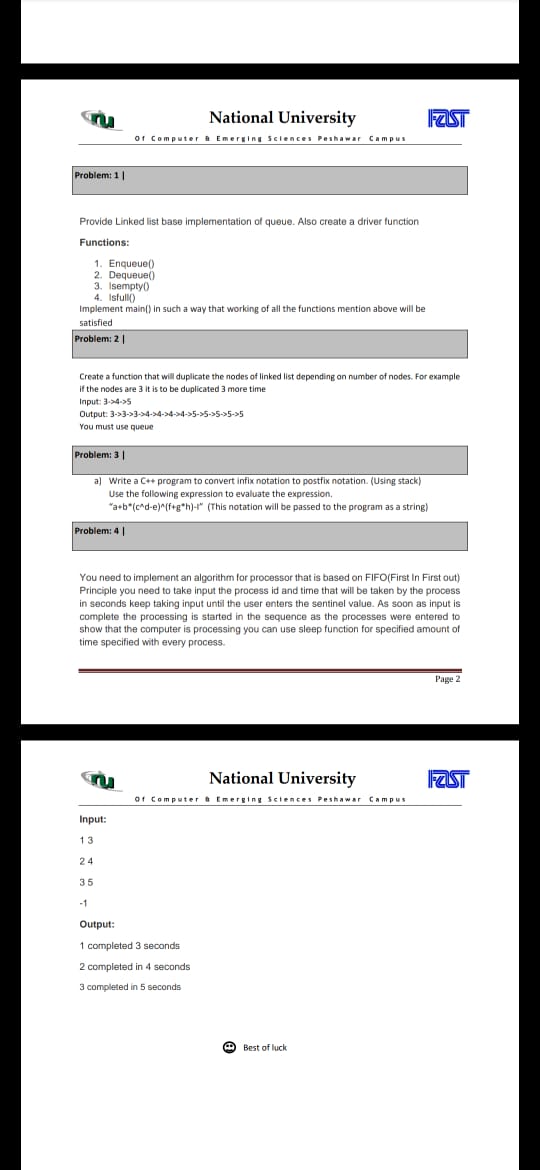 nu
National University
FAST
Of Computer & Emerging Sciences Peshawar Campus
Problem: 1 |
Provide Linked list base implementation of queue. Also create a driver function
Functions:
1. Enqueue()
2. Dequeue()
3. Isempty()
4. Isfull()
Implement main() in such a way that working of all the functions mention above will be
satisfied
Problem: 2 |
Create a function that will duplicate the nodes of linked list depending on number of nodes. For example
if the nodes are 3 it is to be duplicated 3 more time
Input: 3->4->5
Output: 3->3->3->4->4->4->4->5->5->5->5->5
You must use queue
Problem: 3 |
a) Write a C++ program to convert infix notation to postfix notation. (Using stack)
Use the following expression to evaluate the expression.
"a+b*(c^d-e)^(f+g*h)-I" (This notation will be passed to the program as a string)
Problem: 4 |
You need to implement an algorithm for processor that is based on FIFO(First In First out)
Principle you need to take input the process id and time that will be taken by the process
in seconds keep taking input until the user enters the sentinel value. As soon as input is
complete the processing is started in the sequence as the processes were entered to
show that the computer is processing you can use sleep function for specified amount of
time specified with every process.
Page 2
nu
National University
FAST
Of Computer & Emerging Sciences Peshawar Campus
Input:
1 3
2 4
3 5
-1
Output:
1 completed 3 seconds
2 completed in 4 seconds
3 completed in 5 seconds
Best of luck